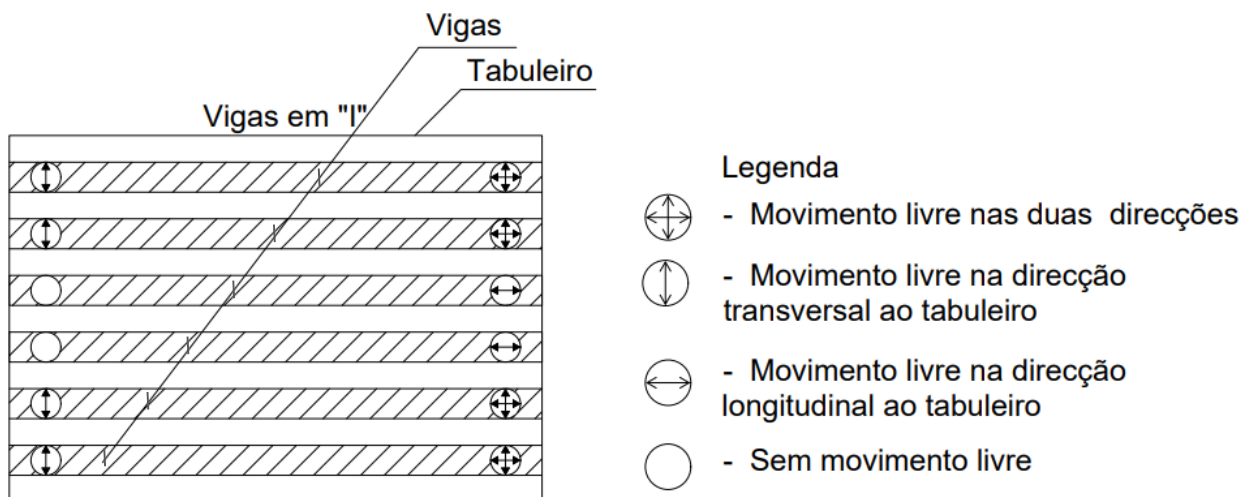 Vigas
Tabuleiro
Vigas em "I"
Legenda
- Movimento livre nas duas direcções
- Movimento livre na direcção
transversal ao tabuleiro
- Movimento livre na direcção
longitudinal ao tabuleiro
- Sem movimento livre